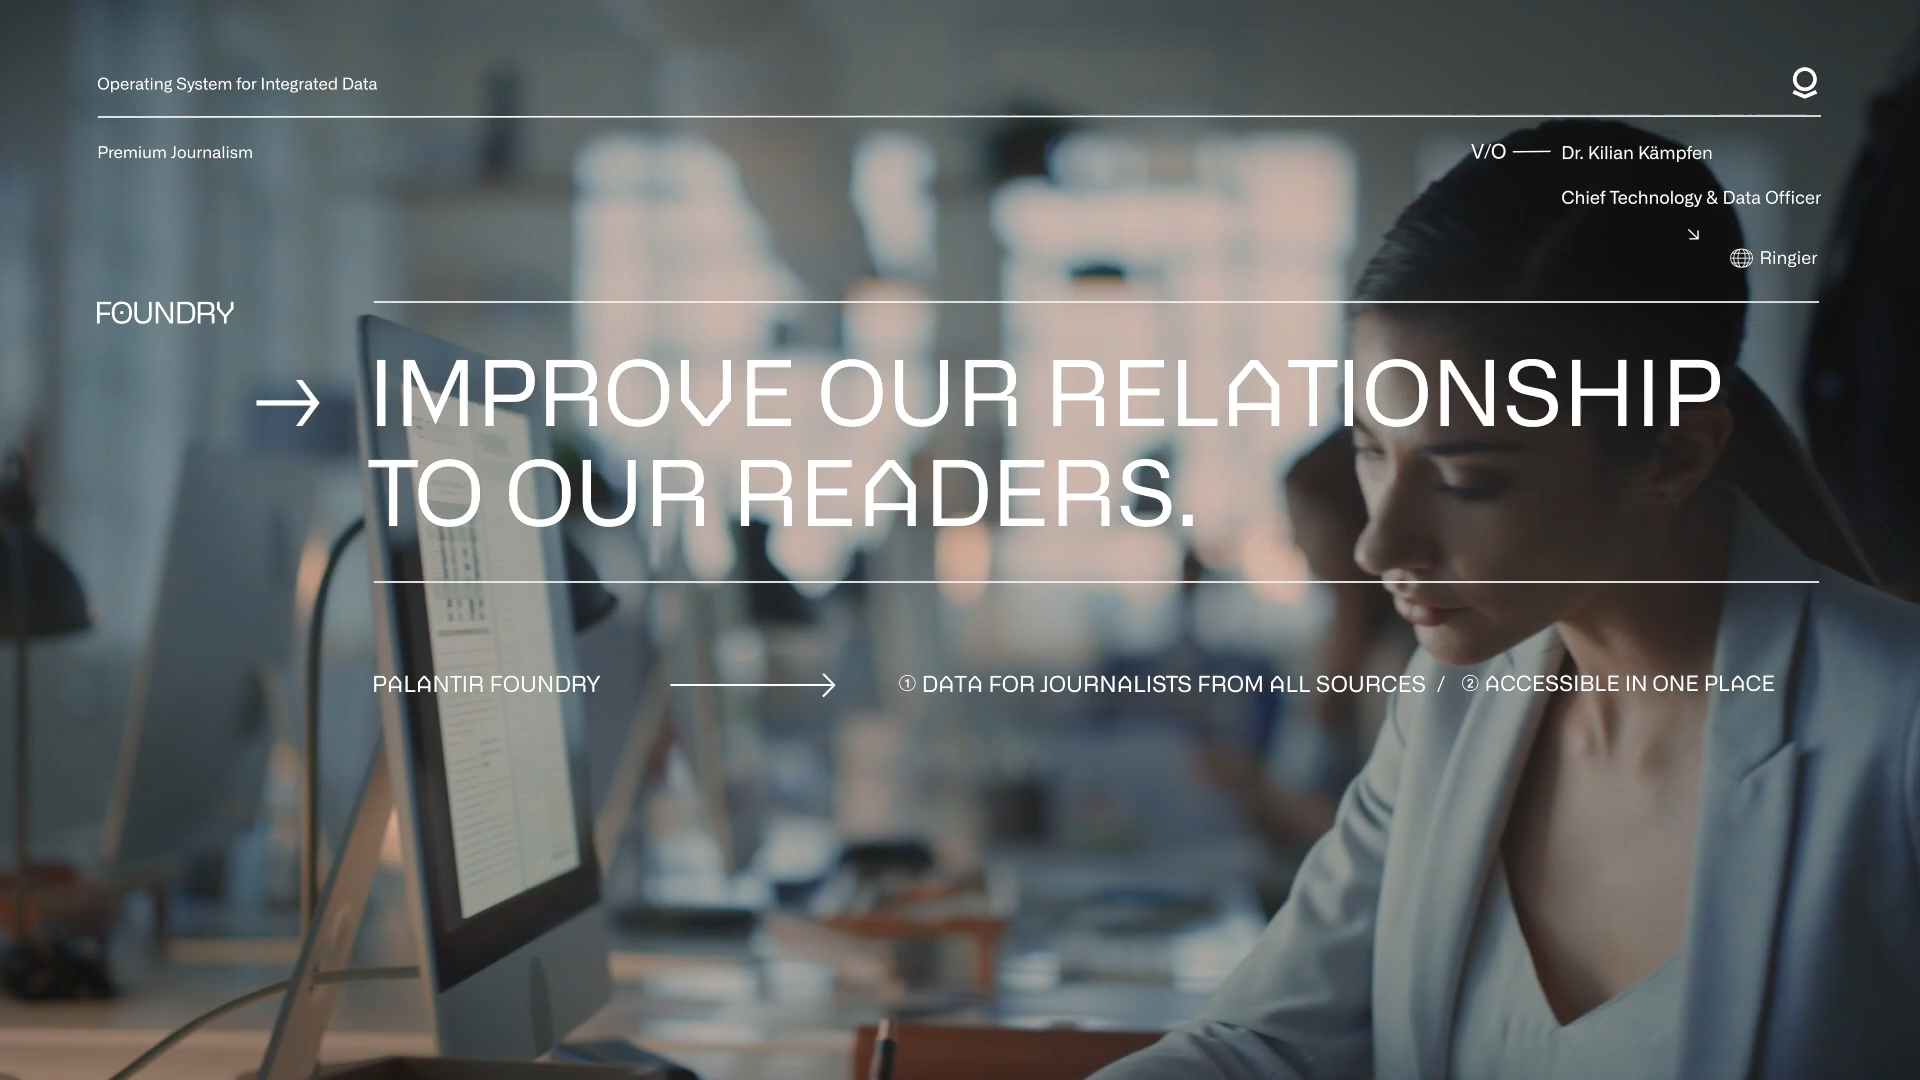 Operating System for Integrated Data
Premium Journalism
V/O — Dr. Kilian Kämpfen
Chief Technology & Data Officer
↘
Ringier
FOUNDRY
→ IMPROVE OUR RELATIONSHIP
TO OUR READERS.
PALANTIR FOUNDRY → ① DATA FOR JOURNALISTS FROM ALL SOURCES / ② ACCESSIBLE IN ONE PLACE